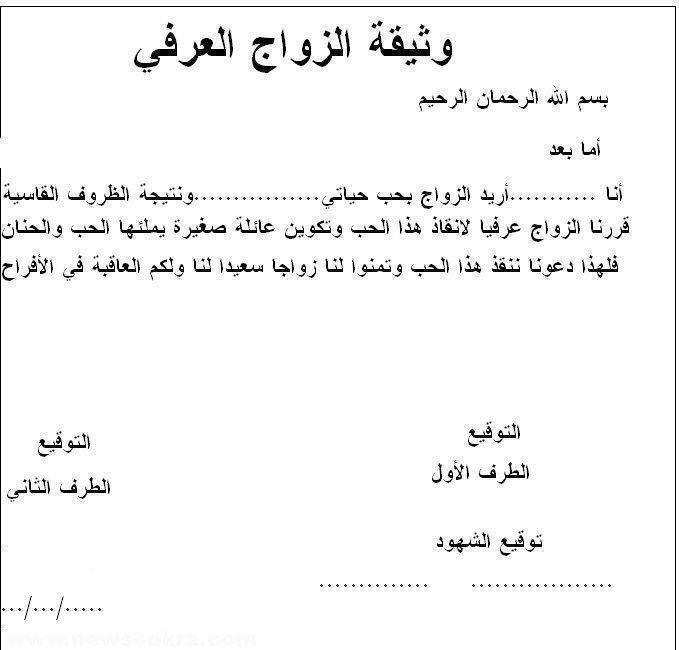 وثيقة الزواج العرفي
بسم الله الرحمان الرحيم
أما بعد
أنا ...........أريد الزواج بحب حياتي................ونتيجة الظروف القاسية
قررنا الزواج عرفيا لانقاذ هذا الحب وتكوين عائلة صغيرة يملئها الحب والحنان
فلهذا دعونا ننقذ هذا الحب وتمنوا لنا زواجا سعيدا لنا ولكم العاقبة في الأفراح
التوقيع التوقيع
الطرف الأول الطرف الثاني
توقيع الشهود
.................. ..............
...../.../...
www.newsbokra.com